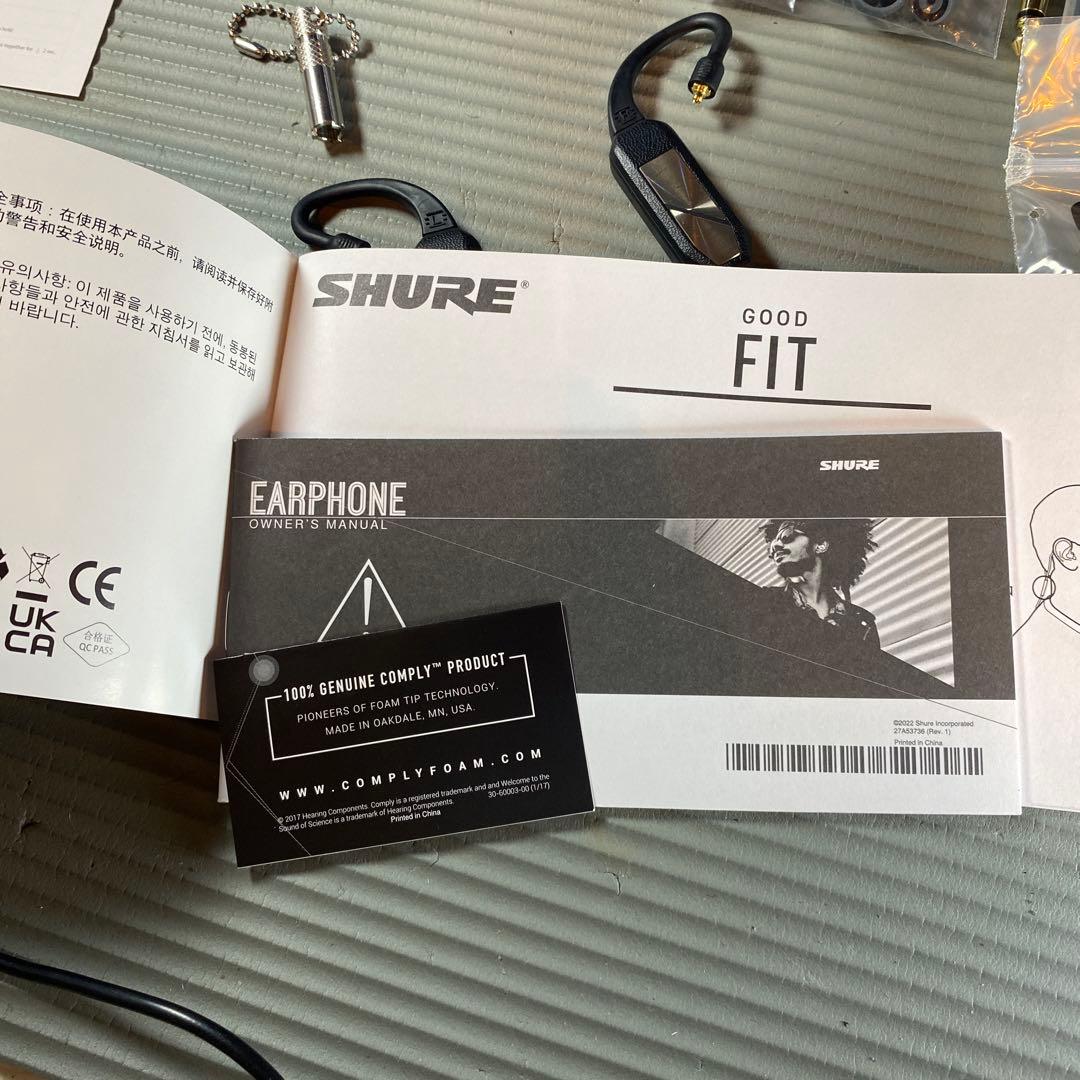 together for 2 sec.
全事项：在使用本产品之前，请阅读并保存好附
的警告和安全说明。
유의사항: 이 제품을 사용하기 전에, 동봉된
사항들과 안전에 관한 지침서를 읽고 보관해
바랍니다.
CE
UK
CA
合格证
QC PASS
SHURE®
GOOD
FIT
SHURE
EARPHONE
OWNER'S MANUAL
100% GENUINE COMPLY™ PRODUCT
PIONEERS OF FOAM TIP TECHNOLOGY.
MADE IN OAKDALE, MN, USA.
WWW.COMPLYFOAM.COM
© 2017 Hearing Components. Comply is a registered trademark and and Welcome to the
Sound of Science is a trademark of Hearing Components. 30-60003-00 (1/17)
Printed in China
©2022 Shure Incorporated
27A53736 (Rev. 1)
Printed in China